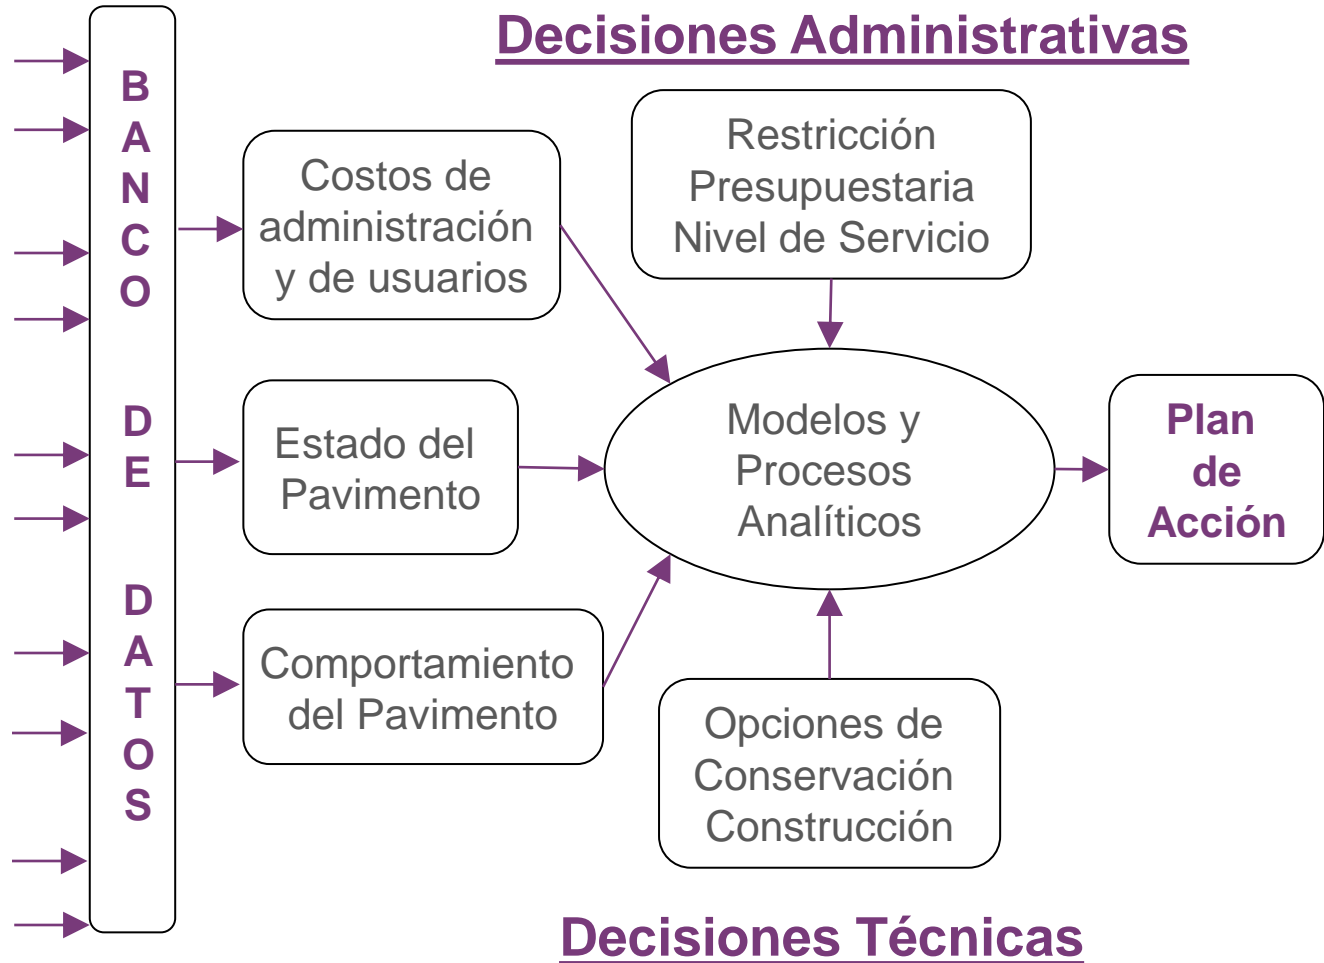 Decisiones Administrativas
B
A
N
C
O
D
E
D
A
T
O
S
Costos de
administración
y de usuarios
Restricción
Presupuestaria
Nivel de Servicio
Estado del
Pavimento
Modelos y
Procesos
Analíticos
Plan
de
Acción
Comportamiento
del Pavimento
Opciones de
Conservación
Construcción
Decisiones Técnicas